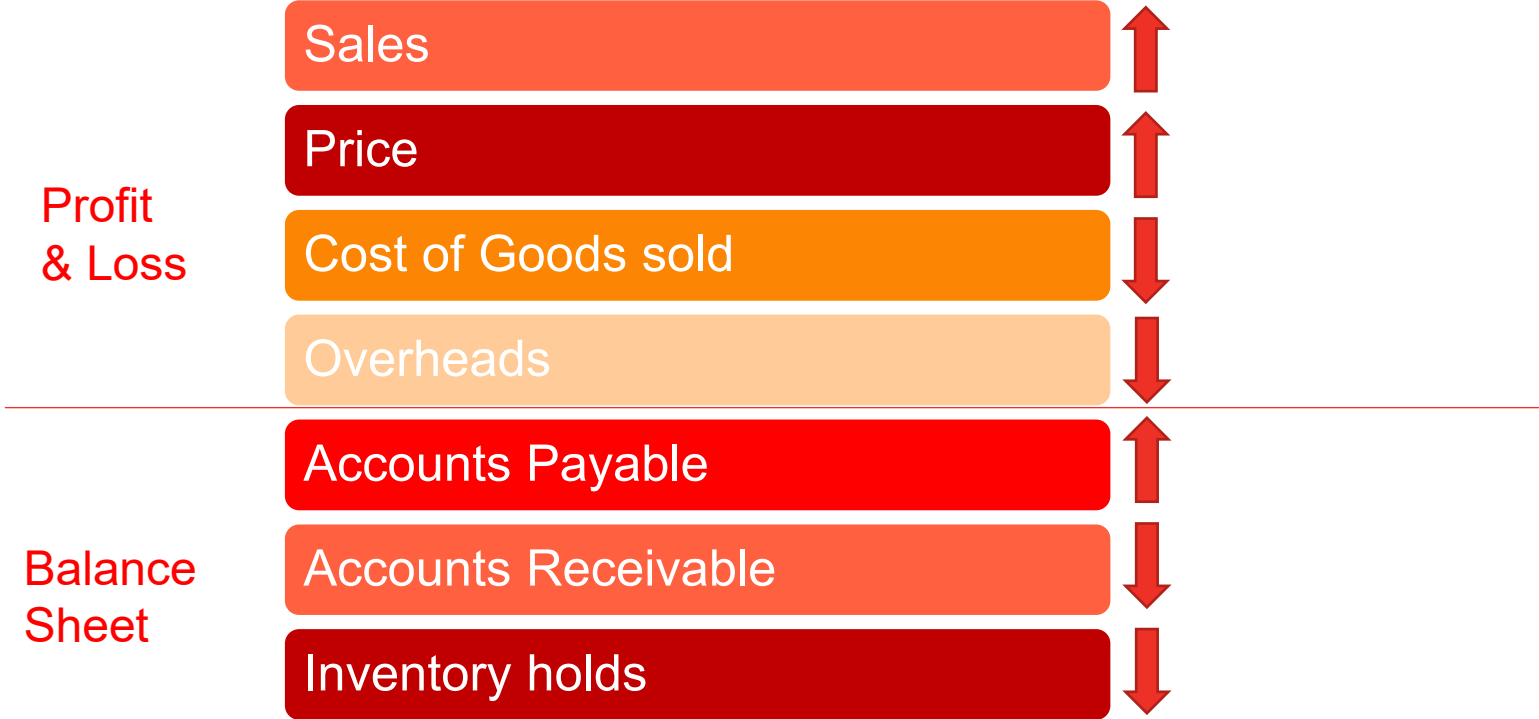 Profit
& Loss
Sales
Price
Cost of Goods sold
Overheads
Balance
Sheet
Accounts Payable
Accounts Receivable
Inventory holds